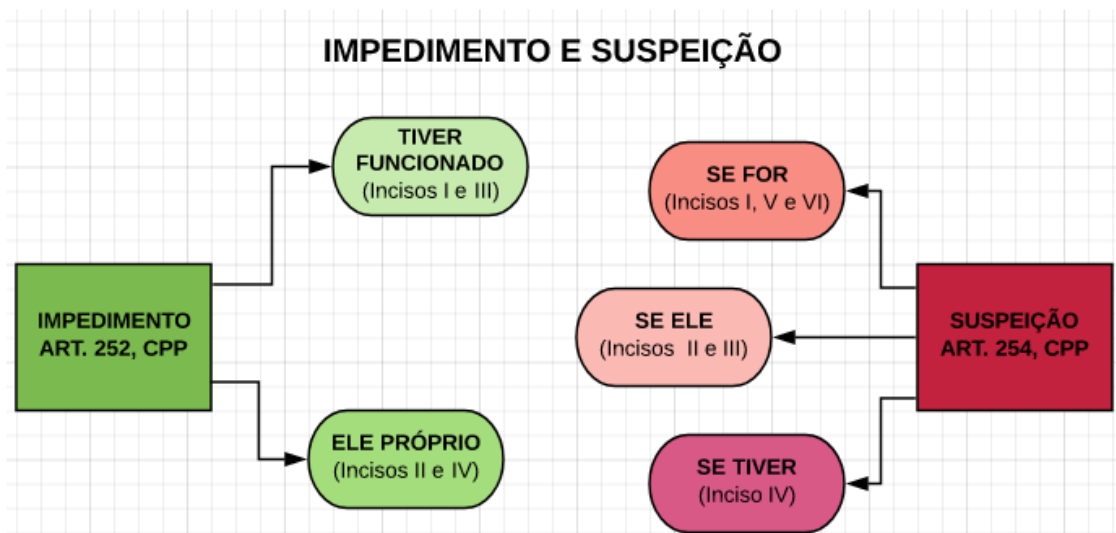 IMPEDIMENTO E SUSPEIÇÃO
TIVER
FUNCIONADO
(Incisos I e III)
IMPEDIMENTO
ART. 252, CPP
ELE PRÓPRIO
(Incisos II e IV)
SE FOR
(Incisos I, V e VI)
SE ELE
(Incisos II e III)
SE TIVER
(Inciso IV)
SUSPEIÇÃO
ART. 254, CPP